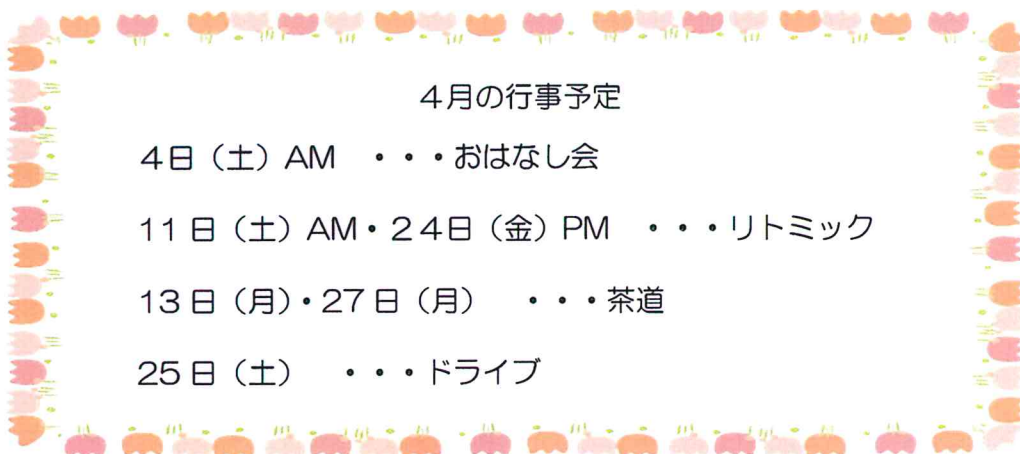 4月の行事予定
4日（土）AM　・・・おはなし会
11日（土）AM・24日（金）PM　・・・リトミック
13日（月）・27日（月）　・・・茶道
25日（土）　・・・ドライブ